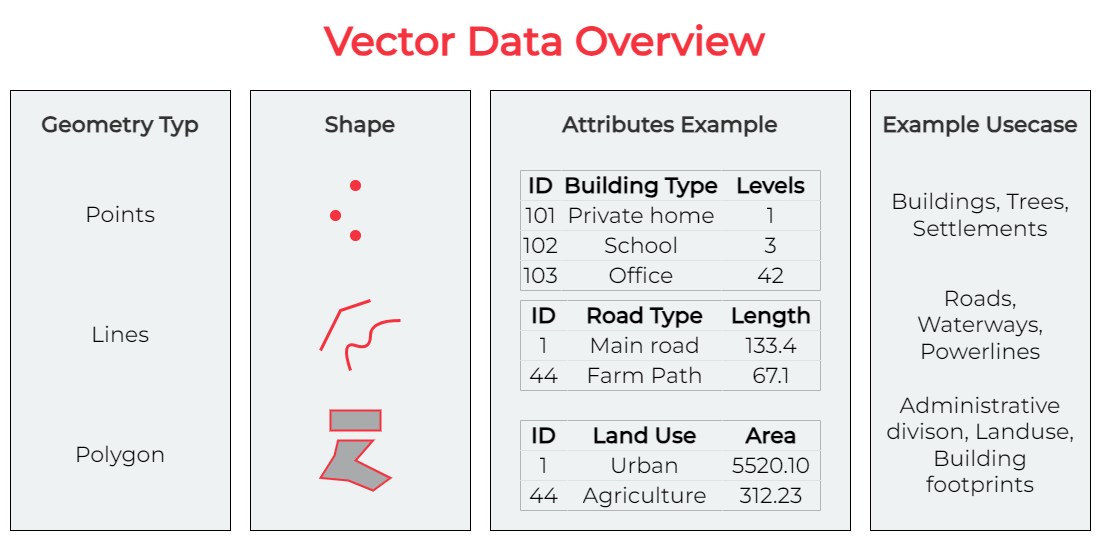 Vector Data Overview
Geometry Typ
Points
Lines
Polygon
Shape
Attributes Example
ID Building Type Levels
101 Private home 1
102 School 3
103 Office 42
ID Road Type Length
1 Main road 133.4
44 Farm Path 67.1
ID Land Use Area
1 Urban 5520.10
44 Agriculture 312.23
Example Usecase
Buildings, Trees,
Settlements
Roads,
Waterways,
Powerlines
Administrative
divison, Landuse,
Building
footprints